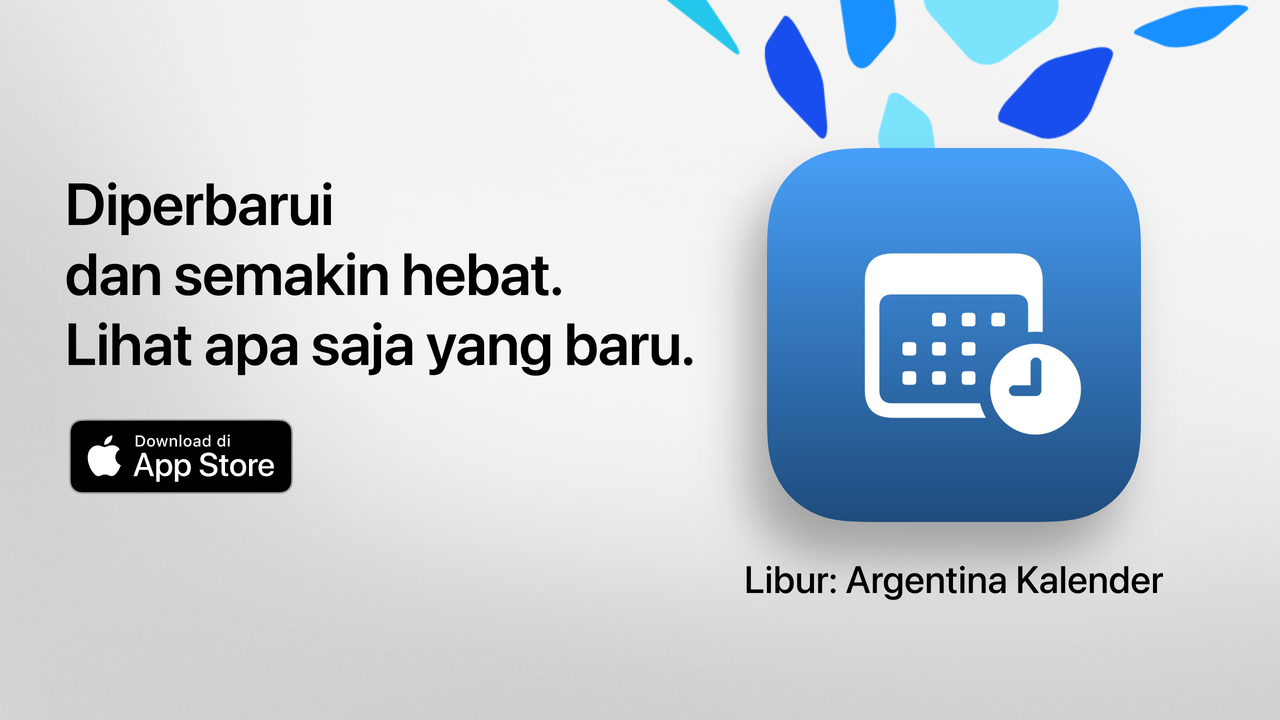 Diperbarui
dan semakin hebat.
Lihat apa saja yang baru.
Download di
App Store
Libur: Argentina Kalender